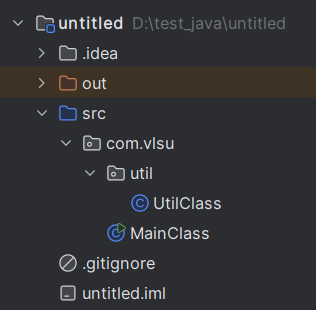 untitled D:\test_java\untitled
.idea
out
src
com.vlsu
util
UtilClass
MainClass
.gitignore
untitled.iml